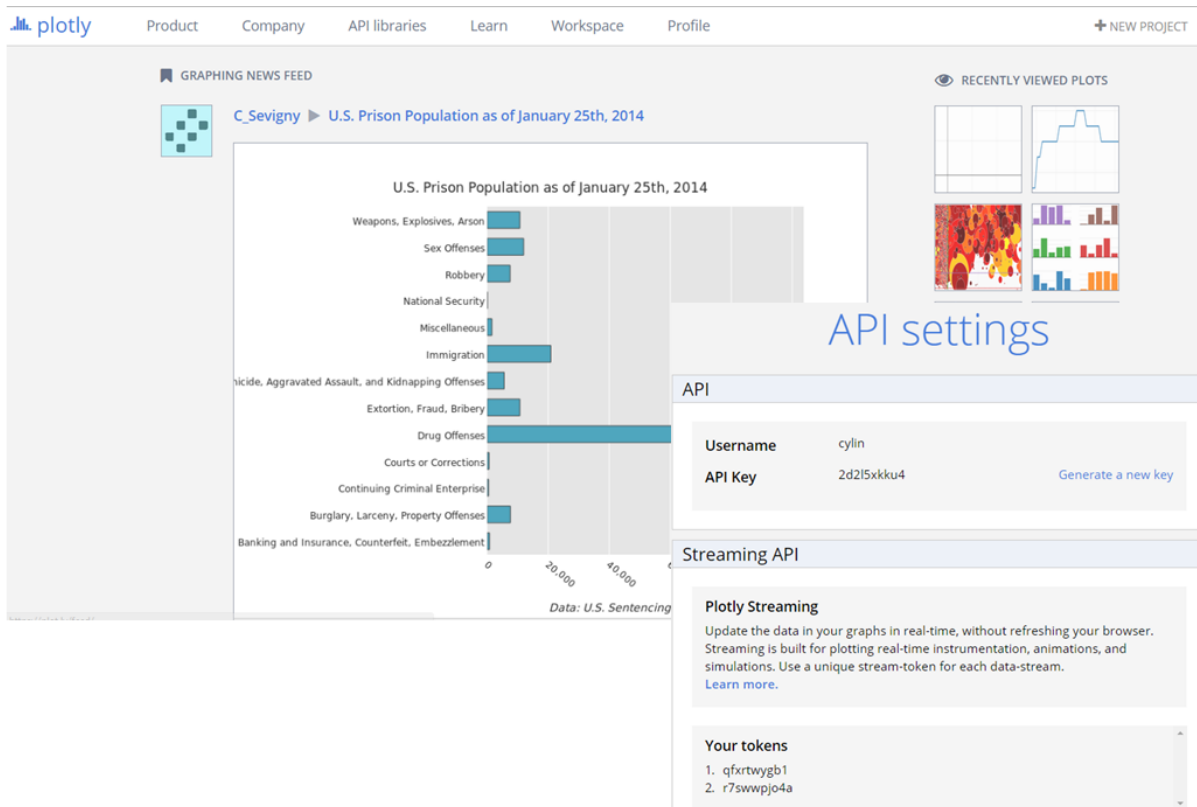 plotly Product Company API libraries Learn Workspace Profile NEW PROJECT
GRAPHING NEWS FEED
RECENTLY VIEWED PLOTS
C_Sevigny U.S. Prison Population as of January 25th, 2014
U.S. Prison Population as of January 25th, 2014
Weapons, Explosives, Arson
Sex Offenses
Robbery
National Security
Miscellaneous
Immigration
icide, Aggravated Assault, and Kidnapping Offenses
Extortion, Fraud, Bribery
Drug Offenses
Courts or Corrections
Continuing Criminal Enterprise
Burglary, Larceny, Property Offenses
Banking and Insurance, Counterfeit, Embezzlement
0 20,000 40,000
Data: U.S. Sentencing
API settings
API
Username cylin
API Key 2d2l5xkku4 Generate a new key
Streaming API
Plotly Streaming
Update the data in your graphs in real-time, without refreshing your browser.
Streaming is built for plotting real-time instrumentation, animations, and
simulations. Use a unique stream-token for each data-stream.
Learn more.
Your tokens
1. qfxrtwygb1
2. r7swwpjo4a